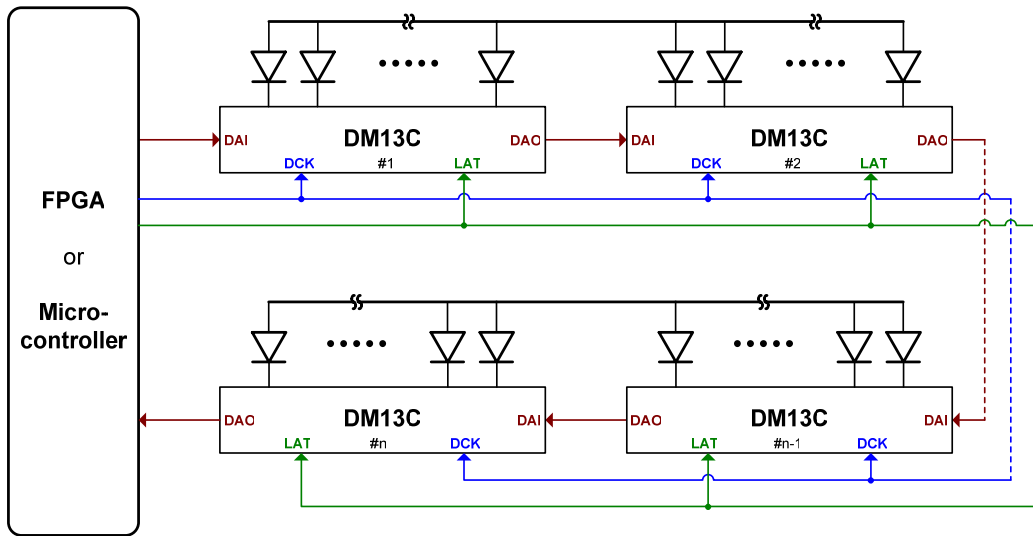 FPGA
or
Micro-
controller
DAI DM13C DAO
#1
DCK LAT
DAI DM13C DAO
#2
DCK LAT
DAO DM13C DAI
#n
LAT DCK
DAO DM13C DAI
#n-1
LAT DCK